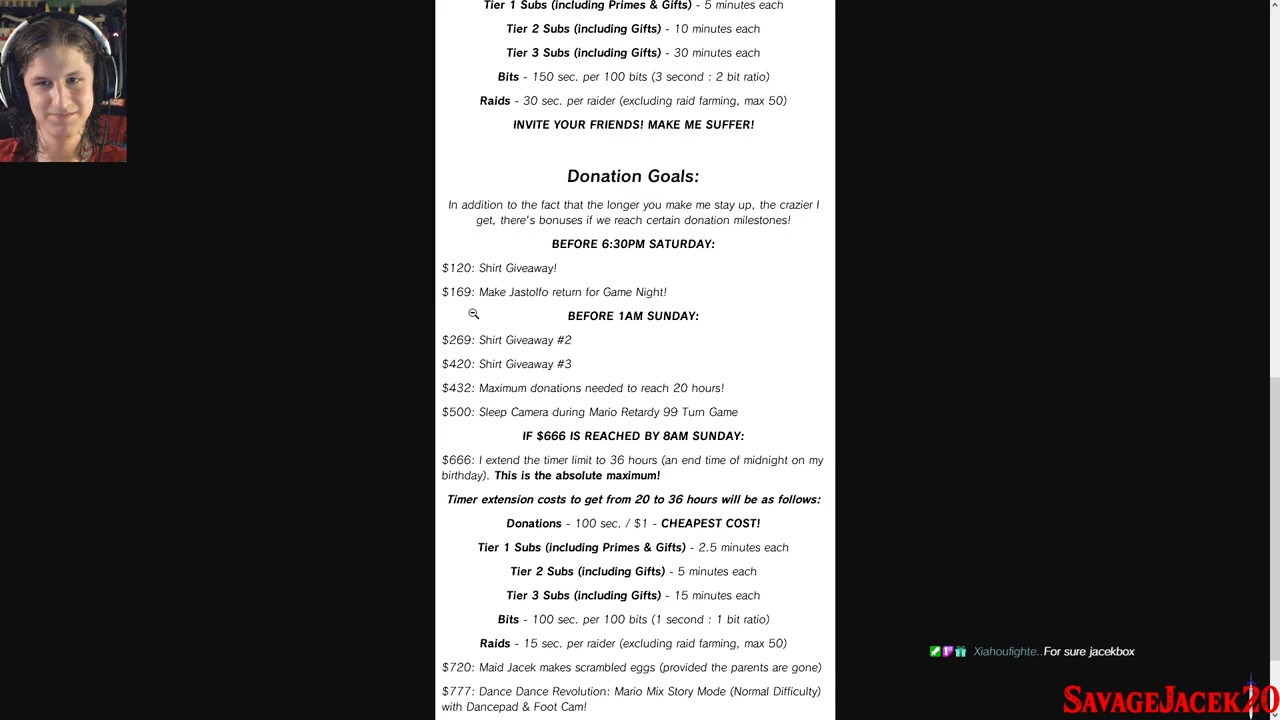 Tier 1 Subs (including Primes & Gifts) - 5 minutes each
Tier 2 Subs (including Gifts) - 10 minutes each
Tier 3 Subs (including Gifts) - 30 minutes each
Bits - 150 sec. per 100 bits (3 second : 2 bit ratio)
Raids - 30 sec. per raider (excluding raid farming, max 50)
INVITE YOUR FRIENDS! MAKE ME SUFFER!
Donation Goals:
In addition to the fact that the longer you make me stay up, the crazier I
get, there's bonuses if we reach certain donation milestones!
BEFORE 6:30PM SATURDAY:
$120: Shirt Giveaway!
$169: Make Jastolfo return for Game Night!
BEFORE 1AM SUNDAY:
$269: Shirt Giveaway #2
$420: Shirt Giveaway #3
$432: Maximum donations needed to reach 20 hours!
$500: Sleep Camera during Mario Retardy 99 Turn Game
IF $666 IS REACHED BY 8AM SUNDAY:
$666: I extend the timer limit to 36 hours (an end time of midnight on my
birthday). This is the absolute maximum!
Timer extension costs to get from 20 to 36 hours will be as follows:
Donations - 100 sec. / $1 - CHEAPEST COST!
Tier 1 Subs (including Primes & Gifts) - 2.5 minutes each
Tier 2 Subs (including Gifts) - 5 minutes each
Tier 3 Subs (including Gifts) - 15 minutes each
Bits - 100 sec. per 100 bits (1 second : 1 bit ratio)
Raids - 15 sec. per raider (excluding raid farming, max 50)
$720: Maid Jacek makes scrambled eggs (provided the parents are gone)
$777: Dance Dance Revolution: Mario Mix Story Mode (Normal Difficulty)
with Dancepad & Foot Cam!
Xiahoufighte..For sure jacekbox
SAVAGEJACEK20